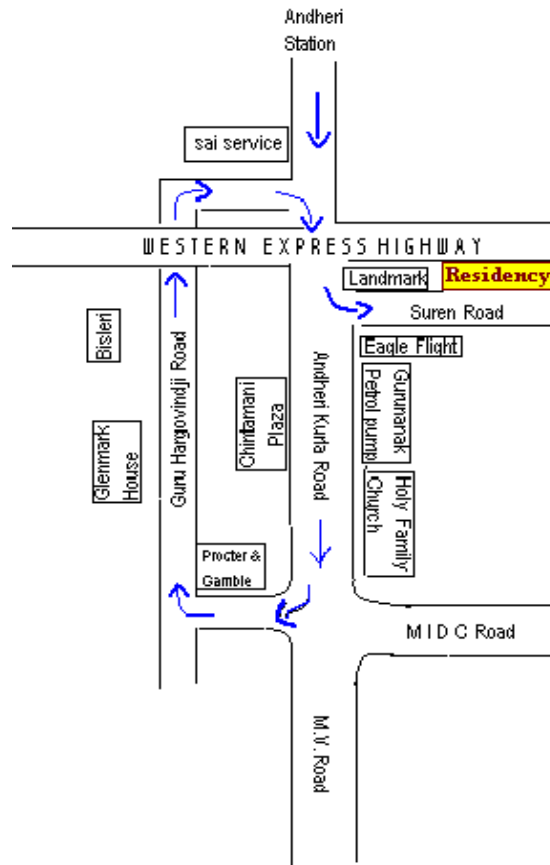 Andheri
Station
sai service
WESTERN EXPRESS HIGHWAY
Landmark
Residency
Suren Road
Eagle Flight
Bisleri
Glenmark
House
Guru Hargovindji Road
Chintamani
Plaza
Andheri Kurla Road
Gurunanak
Petrol pump
Holy Family
Church
Procter &
Gamble
M I D C Road
M.V. Road